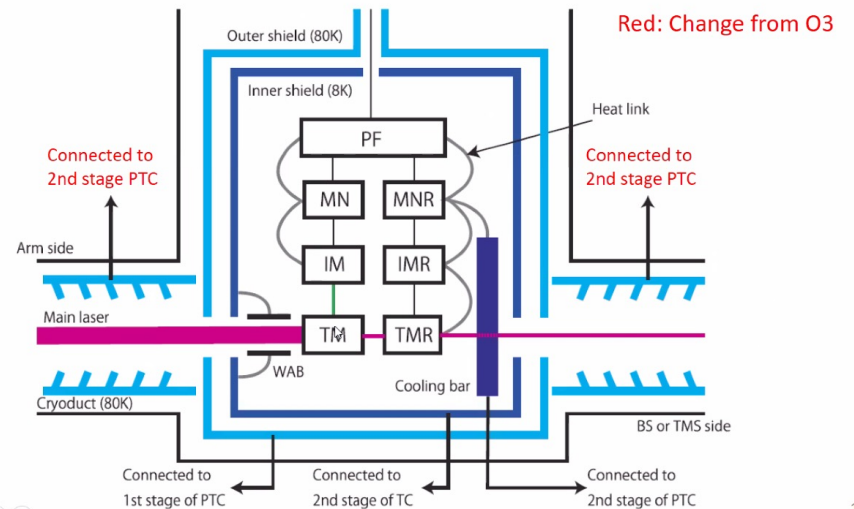 Red: Change from O3
Outer shield (80K)
Inner shield (8K)
Heat link
PF
Connected to
2nd stage PTC
Connected to
2nd stage PTC
MN
MNR
Arm side
IM
IMR
Main laser
TM
TMR
WAB
Cooling bar
Cryoduct (80K)
BS or TMS side
Connected to
1st stage of PTC
Connected to
2nd stage of TC
Connected to
2nd stage of PTC